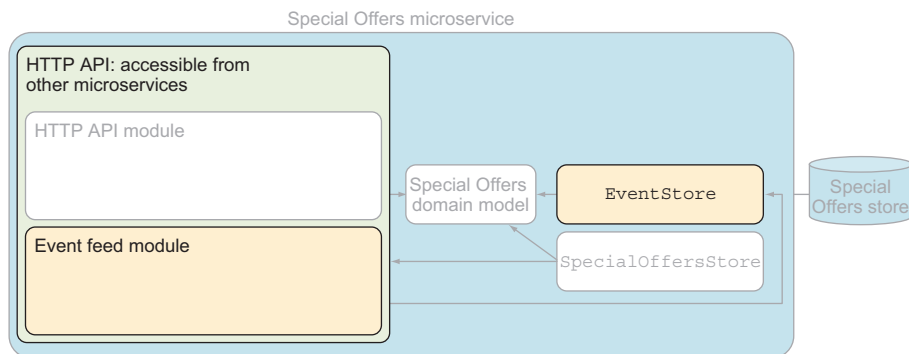 Special Offers microservice
HTTP API: accessible from
other microservices
HTTP API module
Special Offers
domain model
EventStore
Special
Offers store
Event feed module
SpecialOffersStore